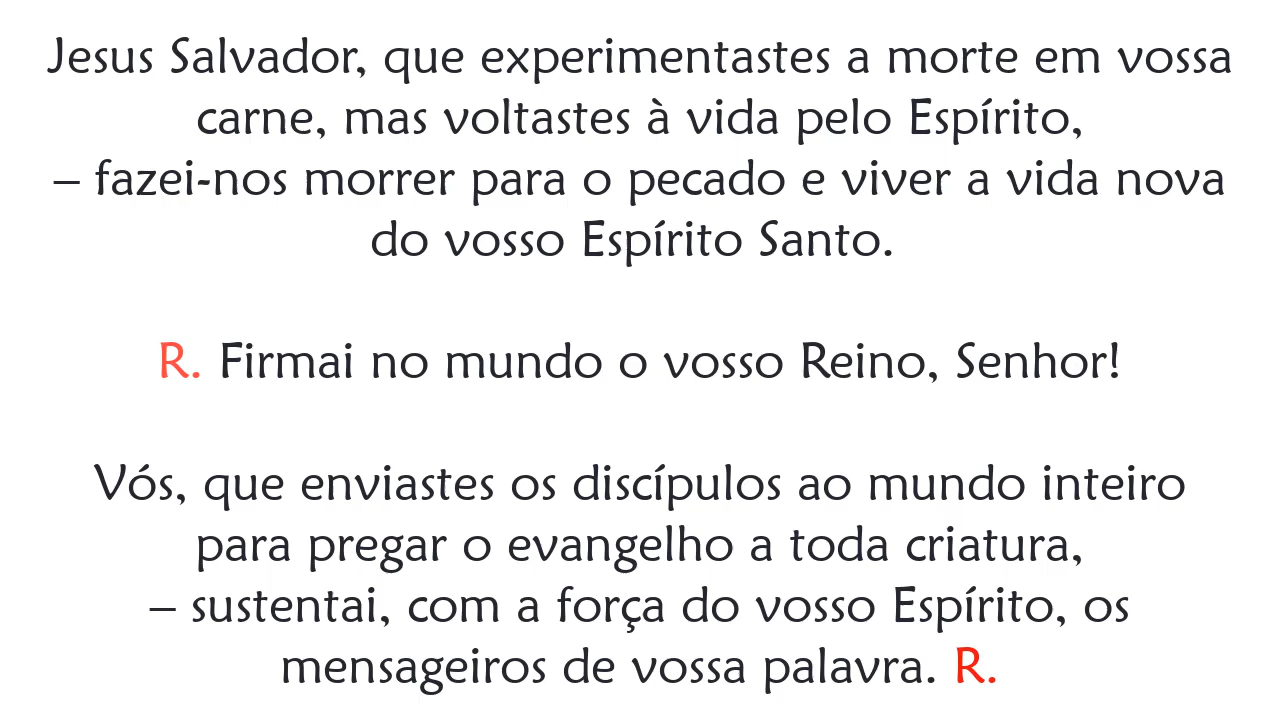 Jesus Salvador, que experimentastes a morte em vossa
carne, mas voltastes à vida pelo Espírito,
– fazei-nos morrer para o pecado e viver a vida nova
do vosso Espírito Santo.
R. Firmai no mundo o vosso Reino, Senhor!
Vós, que enviastes os discípulos ao mundo inteiro
para pregar o evangelho a toda criatura,
– sustentai, com a força do vosso Espírito, os
mensageiros de vossa palavra. R.